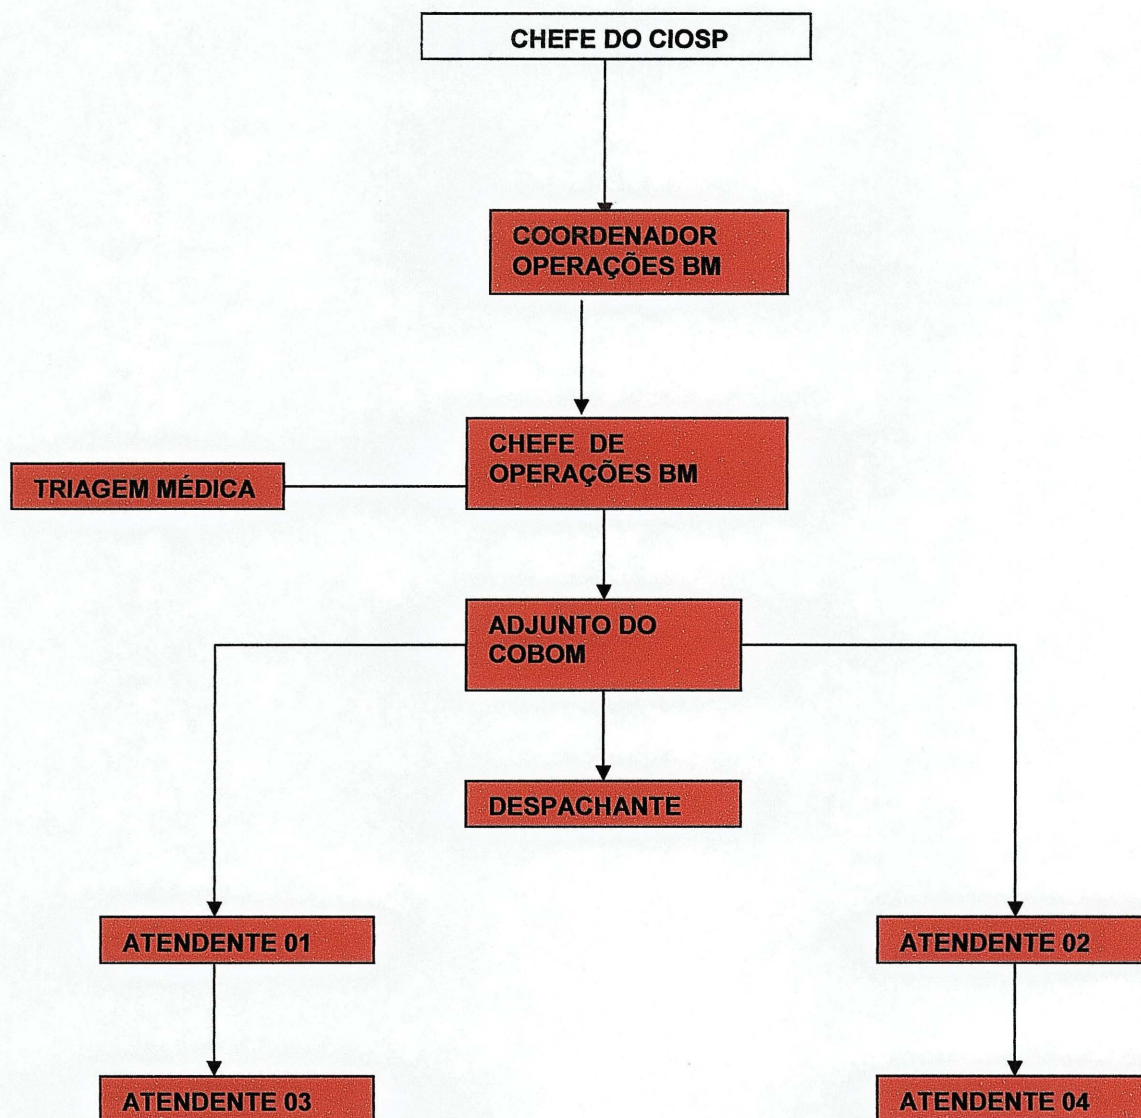 CHEFE DO CIOSP
COORDENADOR
OPERAÇÕES BM
CHEFE DE
OPERAÇÕES BM
TRIAGEM MÉDICA
ADJUNTO DO
COBOM
DESPACHANTE
ATENDENTE 01
ATENDENTE 02
ATENDENTE 03
ATENDENTE 04